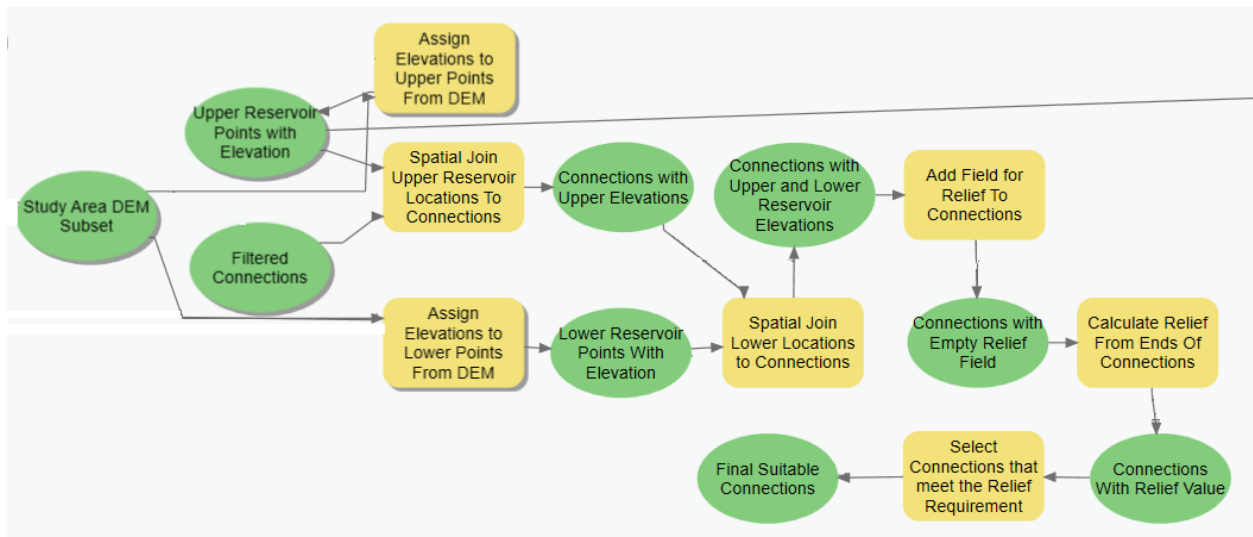 Assign
Elevations to
Upper Points
From DEM
Upper Reservoir
Points with
Elevation
Spatial Join
Upper Reservoir
Locations To
Connections
Connections with
Upper Elevations
Connections with
Upper and Lower
Reservoir
Elevations
Add Field for
Relief To
Connections
Study Area DEM
Subset
Filtered
Connections
Assign
Elevations to
Lower Points
From DEM
Lower Reservoir
Points With
Elevation
Spatial Join
Lower Locations
to Connections
Connections with
Empty Relief
Field
Calculate Relief
From Ends Of
Connections
Final Suitable
Connections
Select
Connections that
meet the Relief
Requirement
Connections
With Relief Value